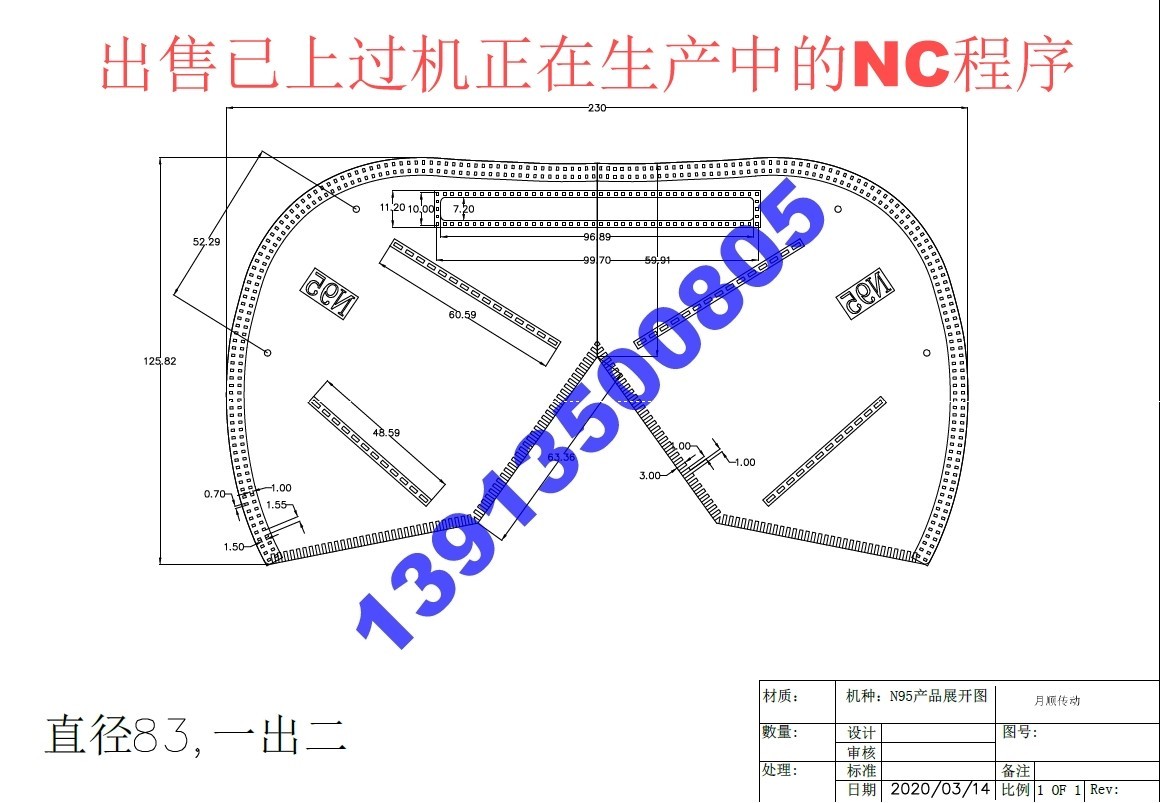 出售已上过机正在生产中的NC程序
230
11.20 10.00 7.20
96.89
99.70 59.91
52.29
N95 N95
60.59
125.82
48.59
63.36
1.00
3.00 1.00
0.70 1.00
1.55
1.50
13913500805
直径83,一出二
材质: 机种: N95产品展开图 月顺传动
數量: 设计 图号:
审核
处理: 标准 备注
日期 2020/03/14 比例 1 OF 1 Rev: